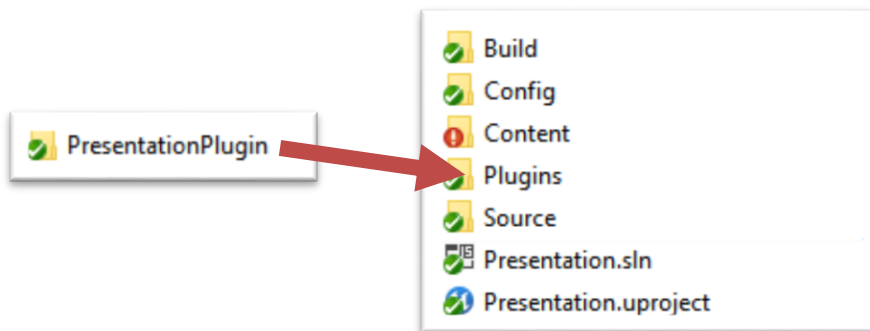 PresentationPlugin
Build
Config
Content
Plugins
Source
Presentation.sln
Presentation.uproject